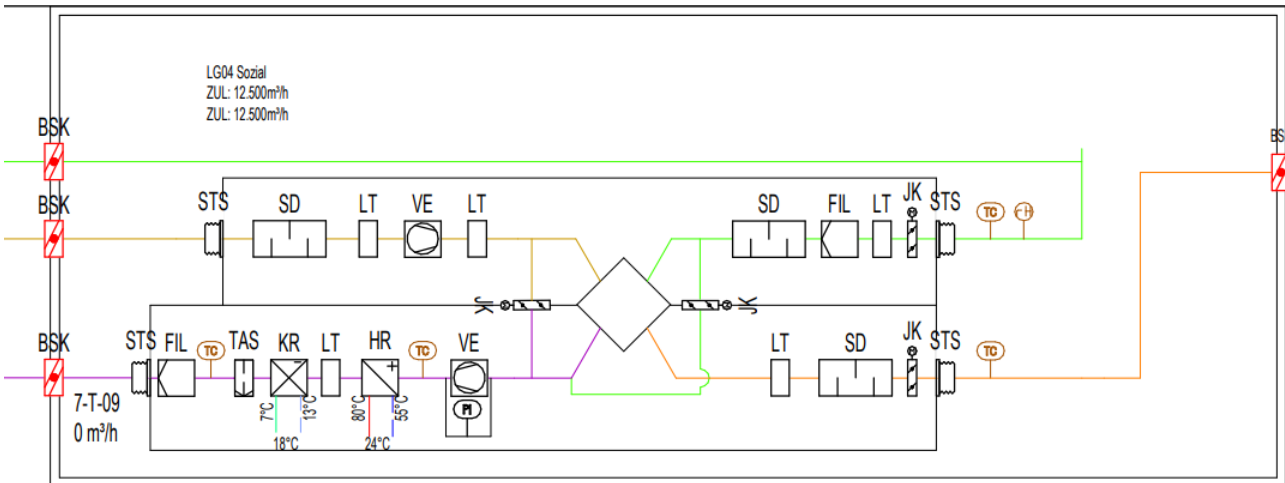 LG04 Sozial
ZUL: 12.500m³/h
ZUL: 12.500m³/h
BSK
BS
BSK
STS
SD
LT
VE
LT
SD
FIL
LT
JK
STS
TC
rH
JK
JK
BSK
STS
FIL
TC
TAS
KR
LT
HR
TC
VE
PI
LT
SD
JK
STS
TC
7-T-09
0 m³/h
7°C
13°C
18°C
80°C
55°C
24°C